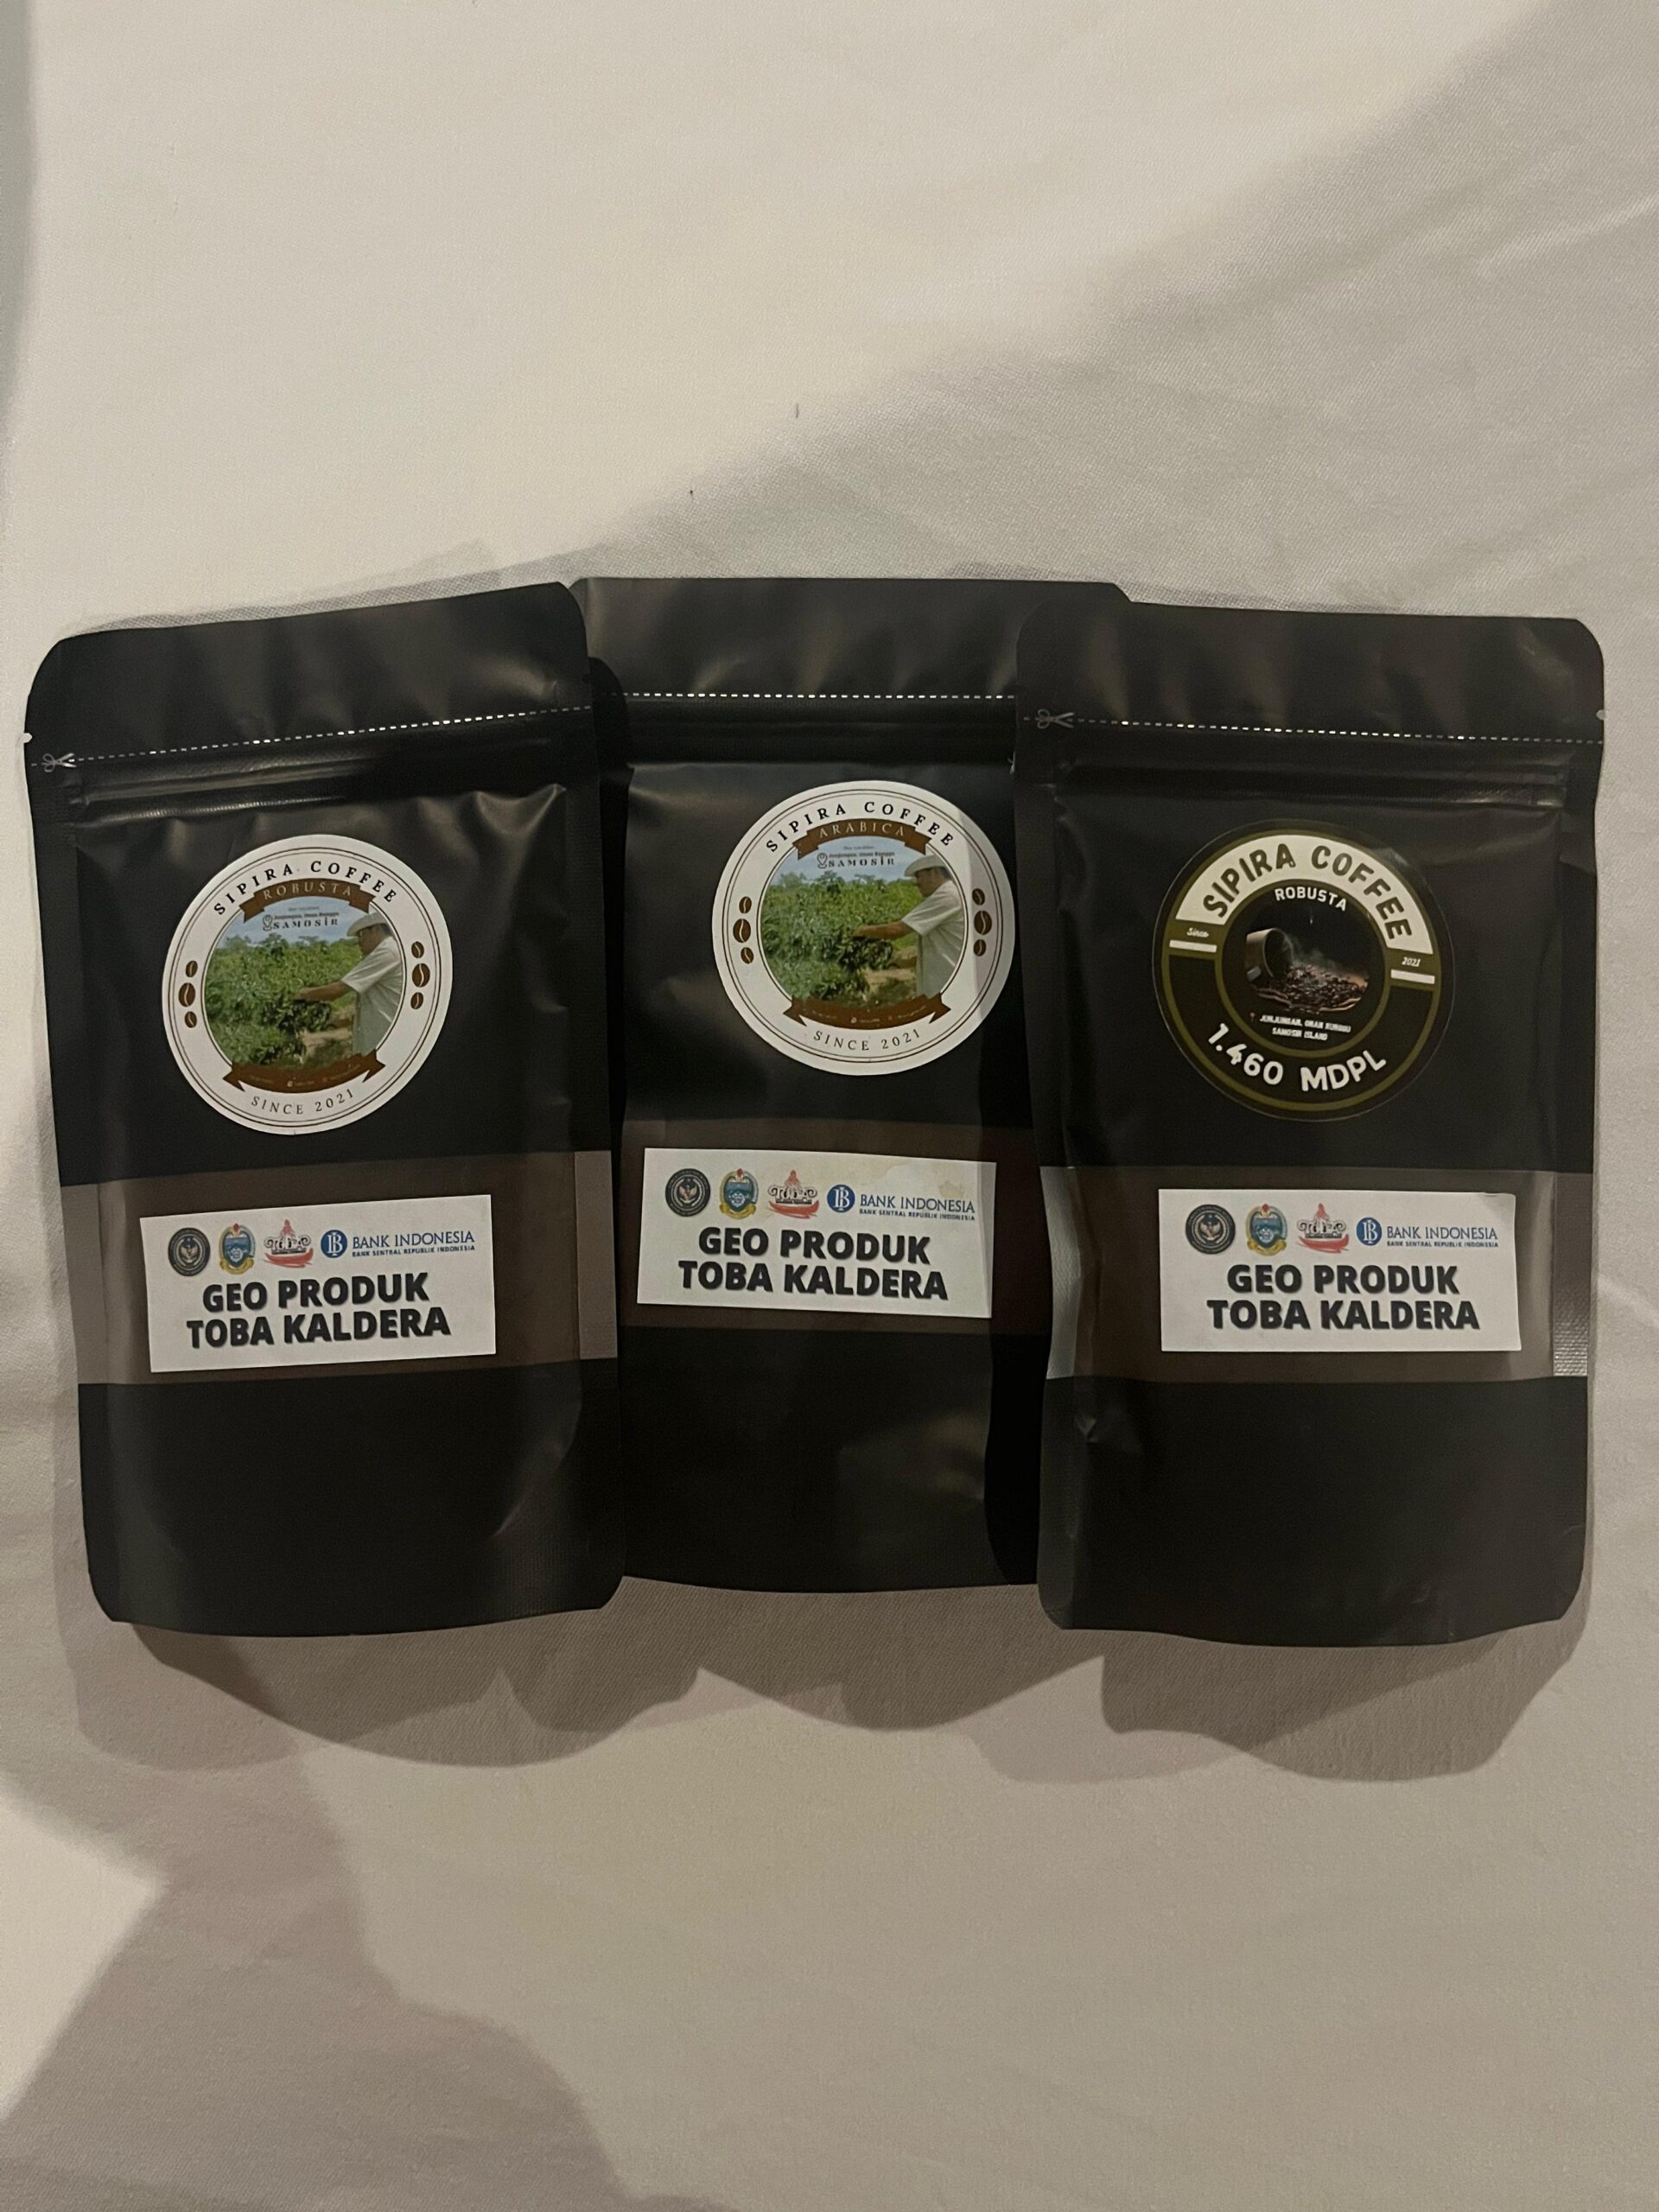 SIPIRA COFFEE
ROBUSTA
SAMOSIR
SINCE 2021
BANK INDONESIA
BANK SENTRAL REPUBLIK INDONESIA
GEO PRODUK
TOBA KALDERA
SIPIRA COFFEE
ARABICA
SAMOSIR
SINCE 2021
BANK INDONESIA
BANK SENTRAL REPUBLIK INDONESIA
GEO PRODUK
TOBA KALDERA
SIPIRA COFFEE
ROBUSTA
Since
2021
SAMOSIR ISLAND
1.460 MDPL
BANK INDONESIA
BANK SENTRAL REPUBLIK INDONESIA
GEO PRODUK
TOBA KALDERA